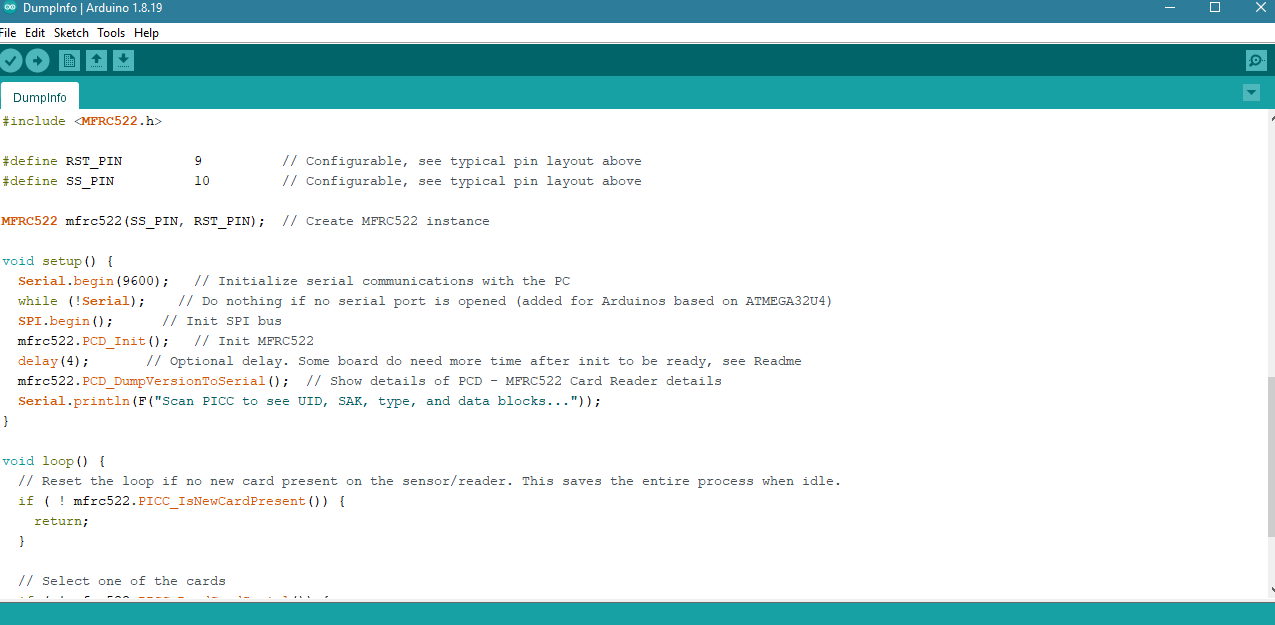 DumpInfo | Arduino 1.8.19
File Edit Sketch Tools Help
DumpInfo
#include <MFRC522.h>
#define RST_PIN 9 // Configurable, see typical pin layout above
#define SS_PIN 10 // Configurable, see typical pin layout above
MFRC522 mfrc522(SS_PIN, RST_PIN); // Create MFRC522 instance
void setup() {
Serial.begin(9600); // Initialize serial communications with the PC
while (!Serial); // Do nothing if no serial port is opened (added for Arduinos based on ATMEGA32U4)
SPI.begin(); // Init SPI bus
mfrc522.PCD_Init(); // Init MFRC522
delay(4); // Optional delay. Some board do need more time after init to be ready, see Readme
mfrc522.PCD_DumpVersionToSerial(); // Show details of PCD - MFRC522 Card Reader details
Serial.println(F("Scan PICC to see UID, SAK, type, and data blocks..."));
}
void loop() {
// Reset the loop if no new card present on the sensor/reader. This saves the entire process when idle.
if ( ! mfrc522.PICC_IsNewCardPresent()) {
return;
}
// Select one of the cards